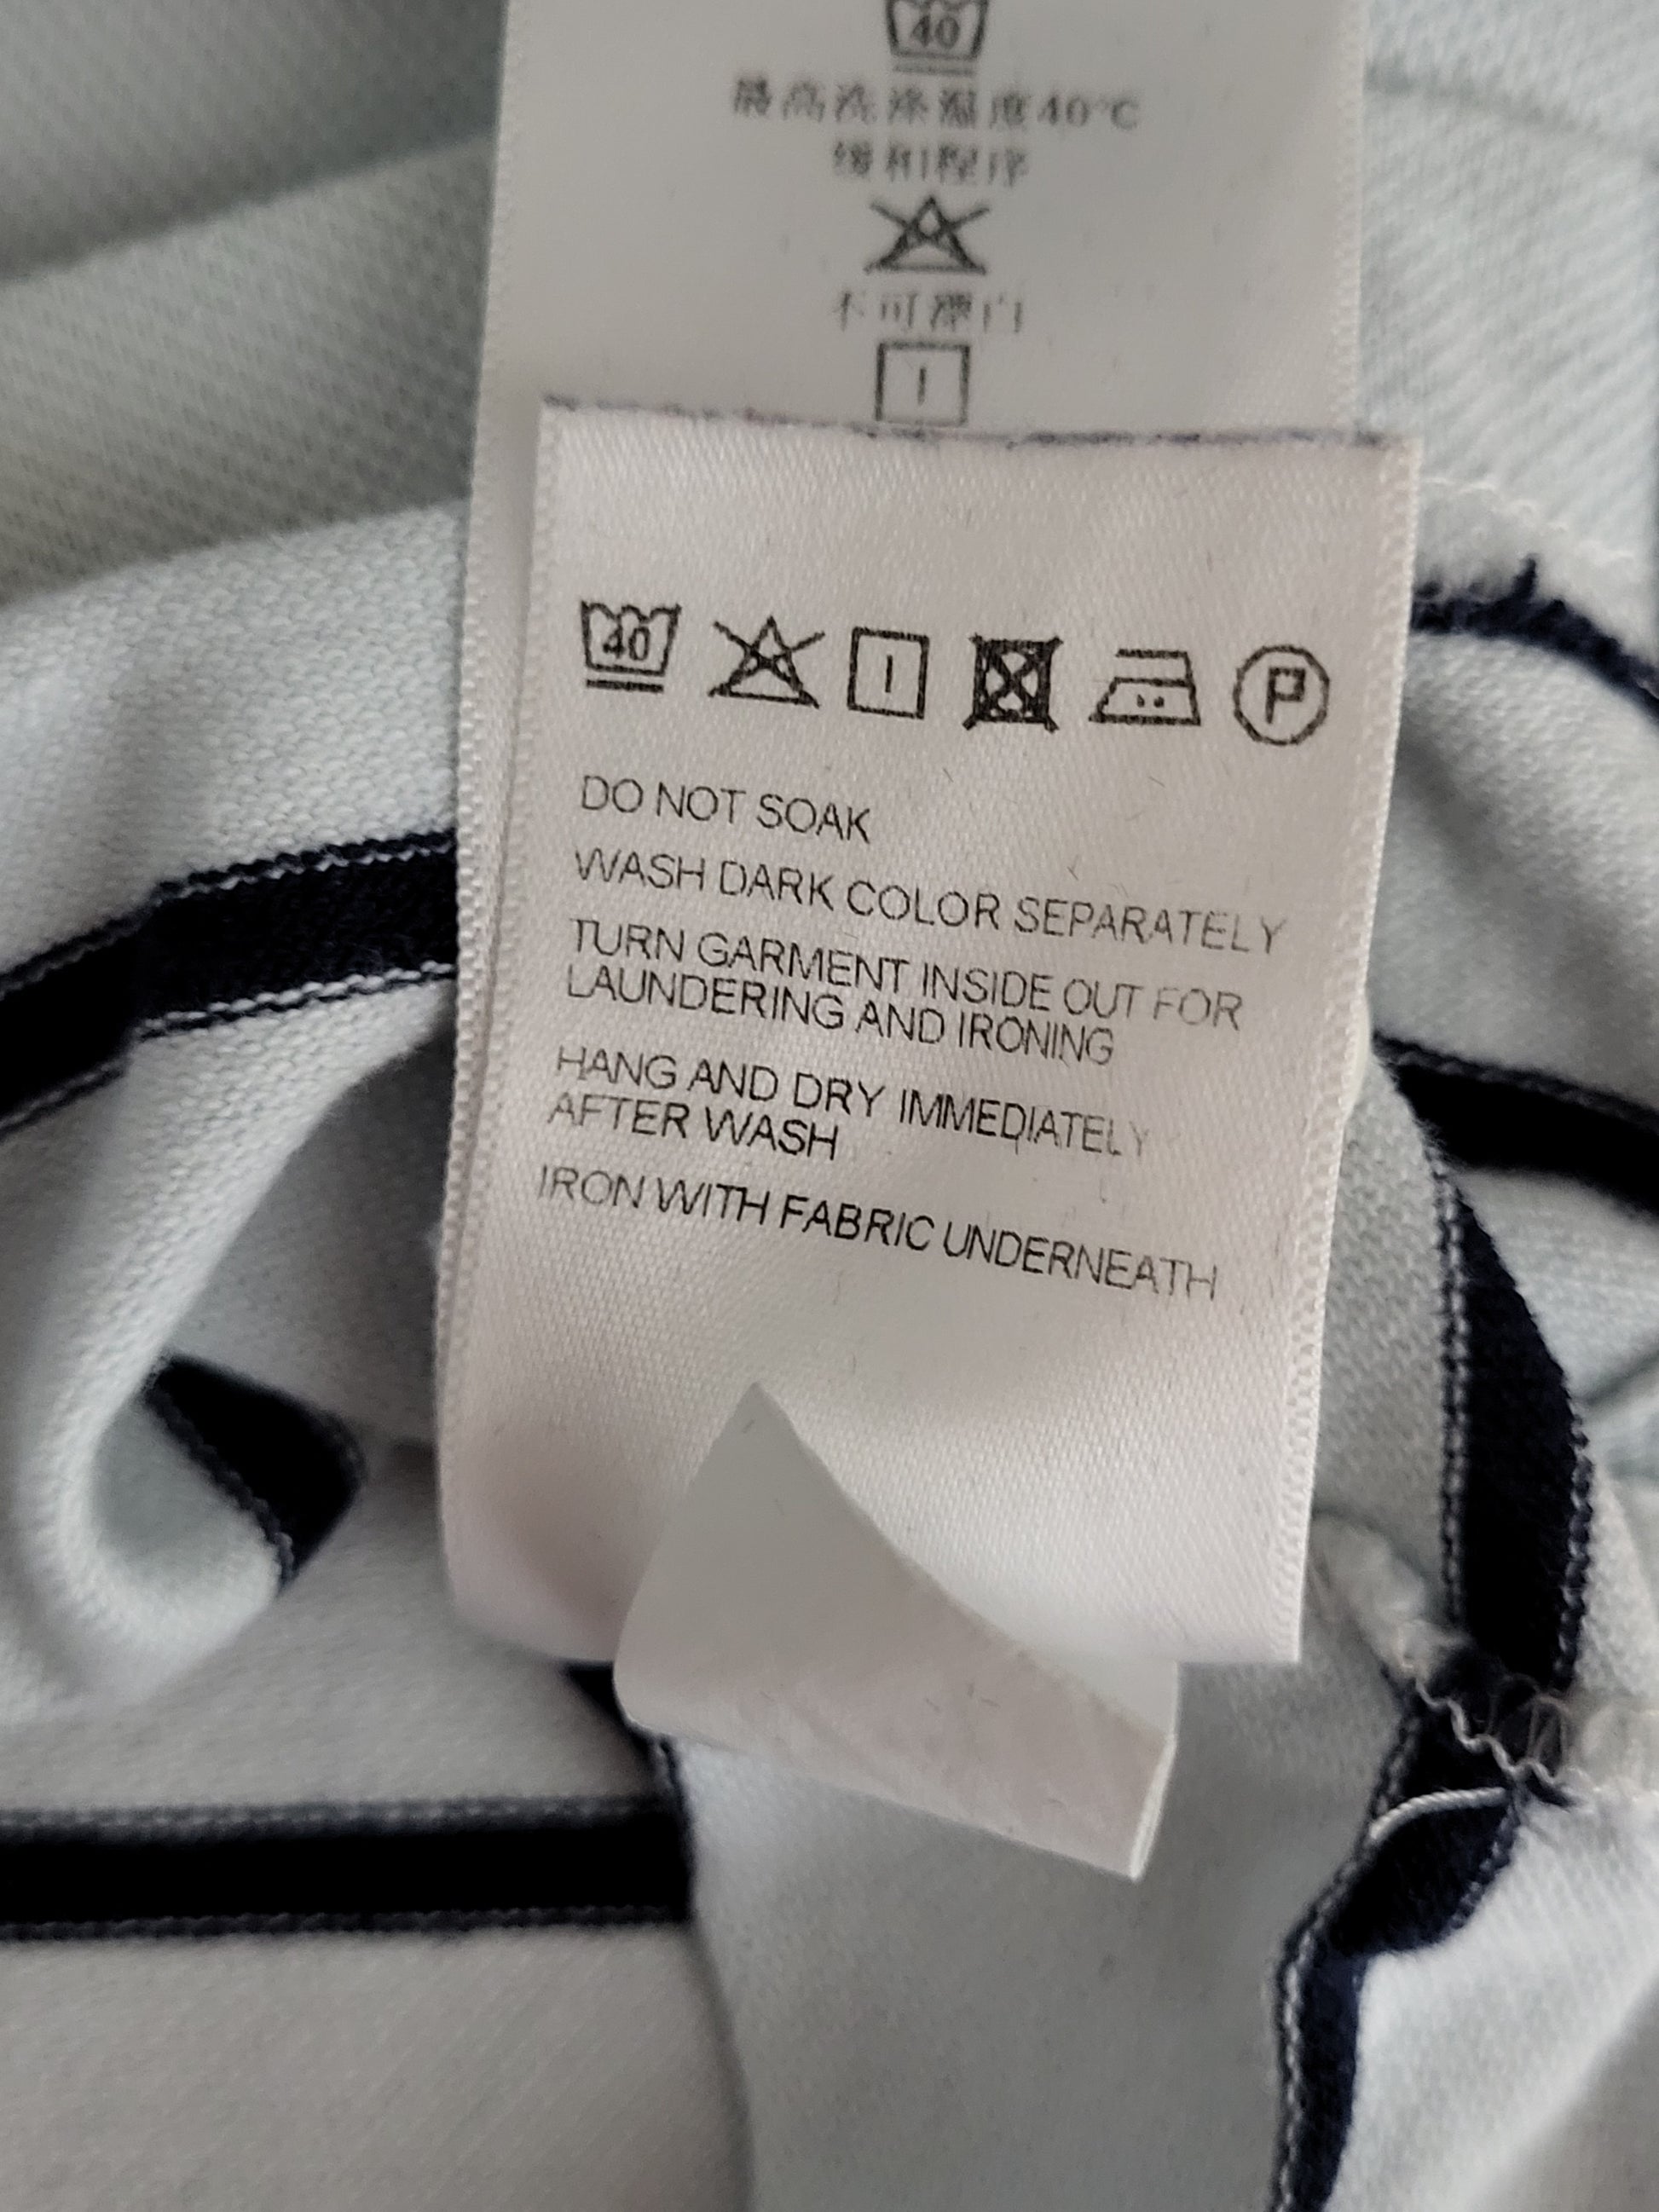 40
最高洗涤温度40°C
缓和程序
不可漂白
40 P
DO NOT SOAK
WASH DARK COLOR SEPARATELY
TURN GARMENT INSIDE OUT FOR
LAUNDERING AND IRONING
HANG AND DRY IMMEDIATELY
AFTER WASH
IRON WITH FABRIC UNDERNEATH